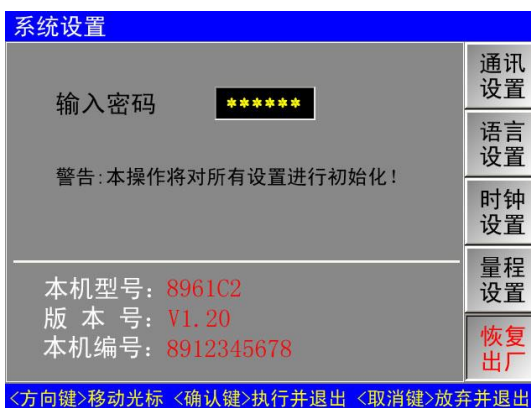 系统设置
输入密码 ******
警告:本操作将对所有设置进行初始化!
本机型号: 8961C2
版 本 号: V1.20
本机编号: 8912345678
通讯
设置
语言
设置
时钟
设置
量程
设置
恢复
出厂
<方向键>移动光标 <确认键>执行并退出 <取消键>放弃并退出